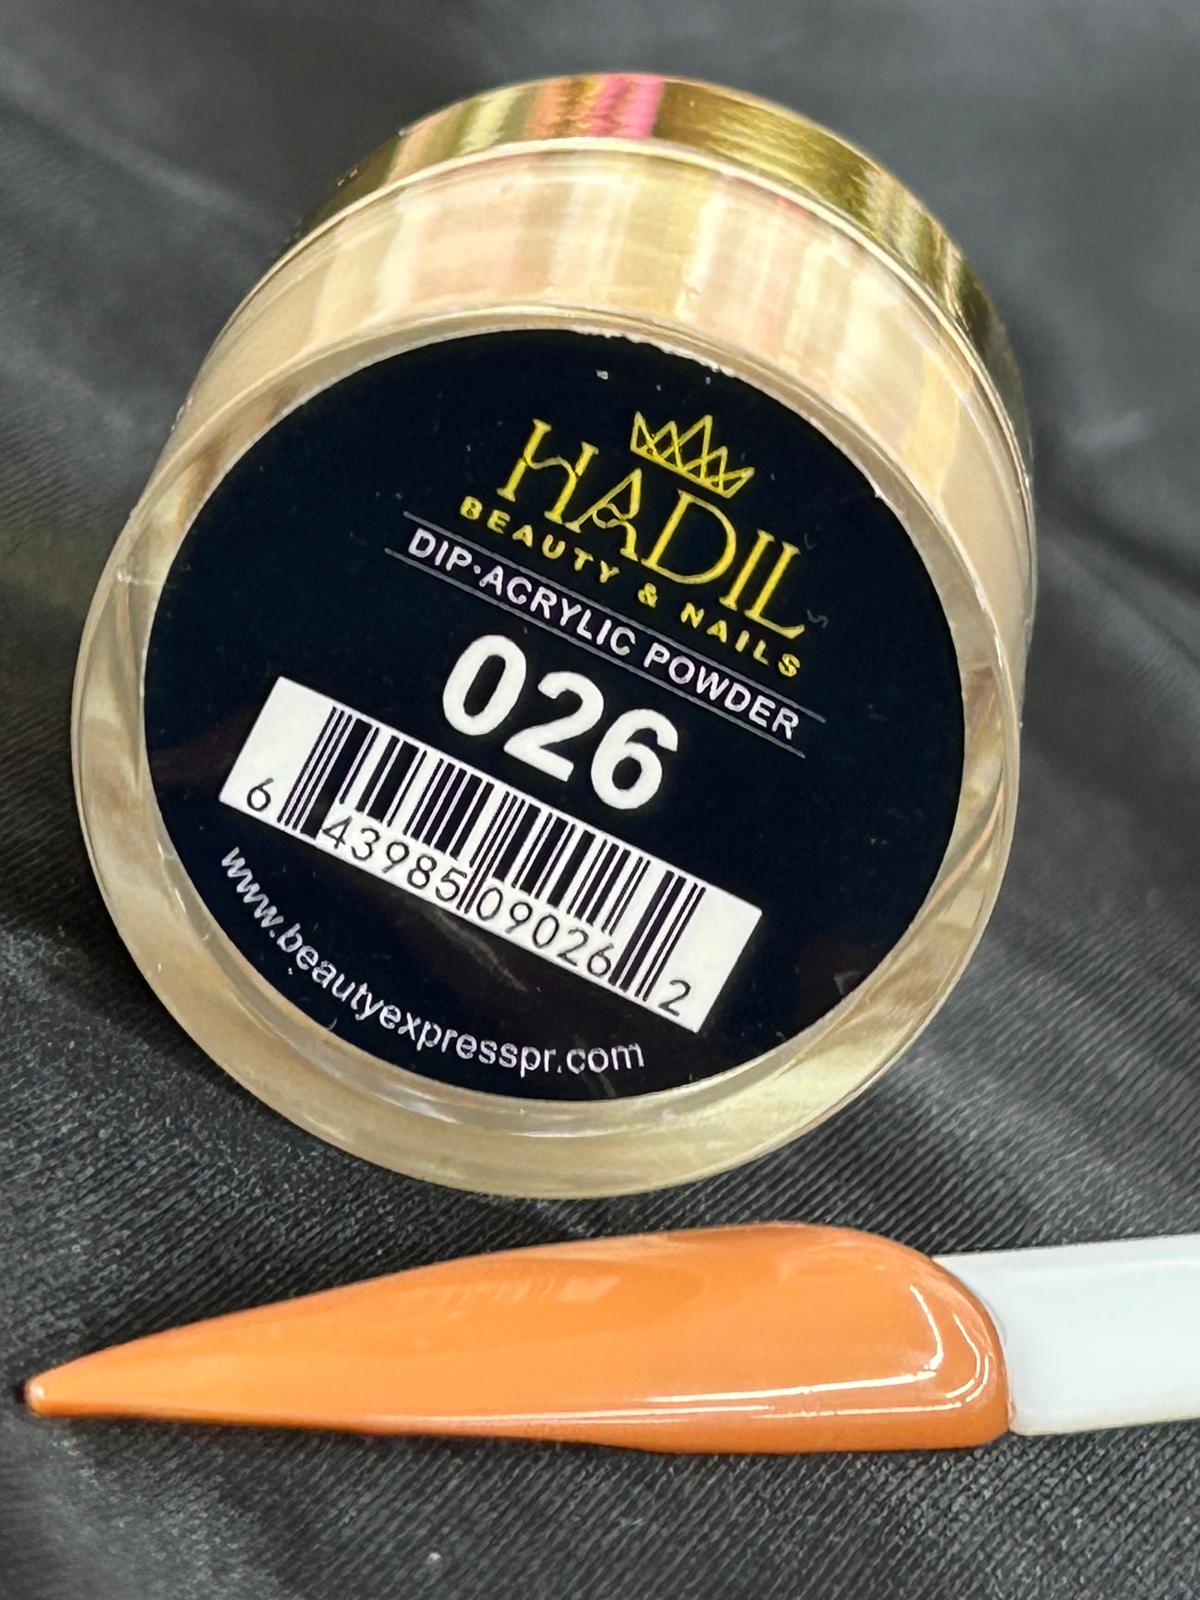 HADIL
BEAUTY & NAILS
DIP·ACRYLIC POWDER
026
6 43985 09026 2
www.beautyexpresspr.com